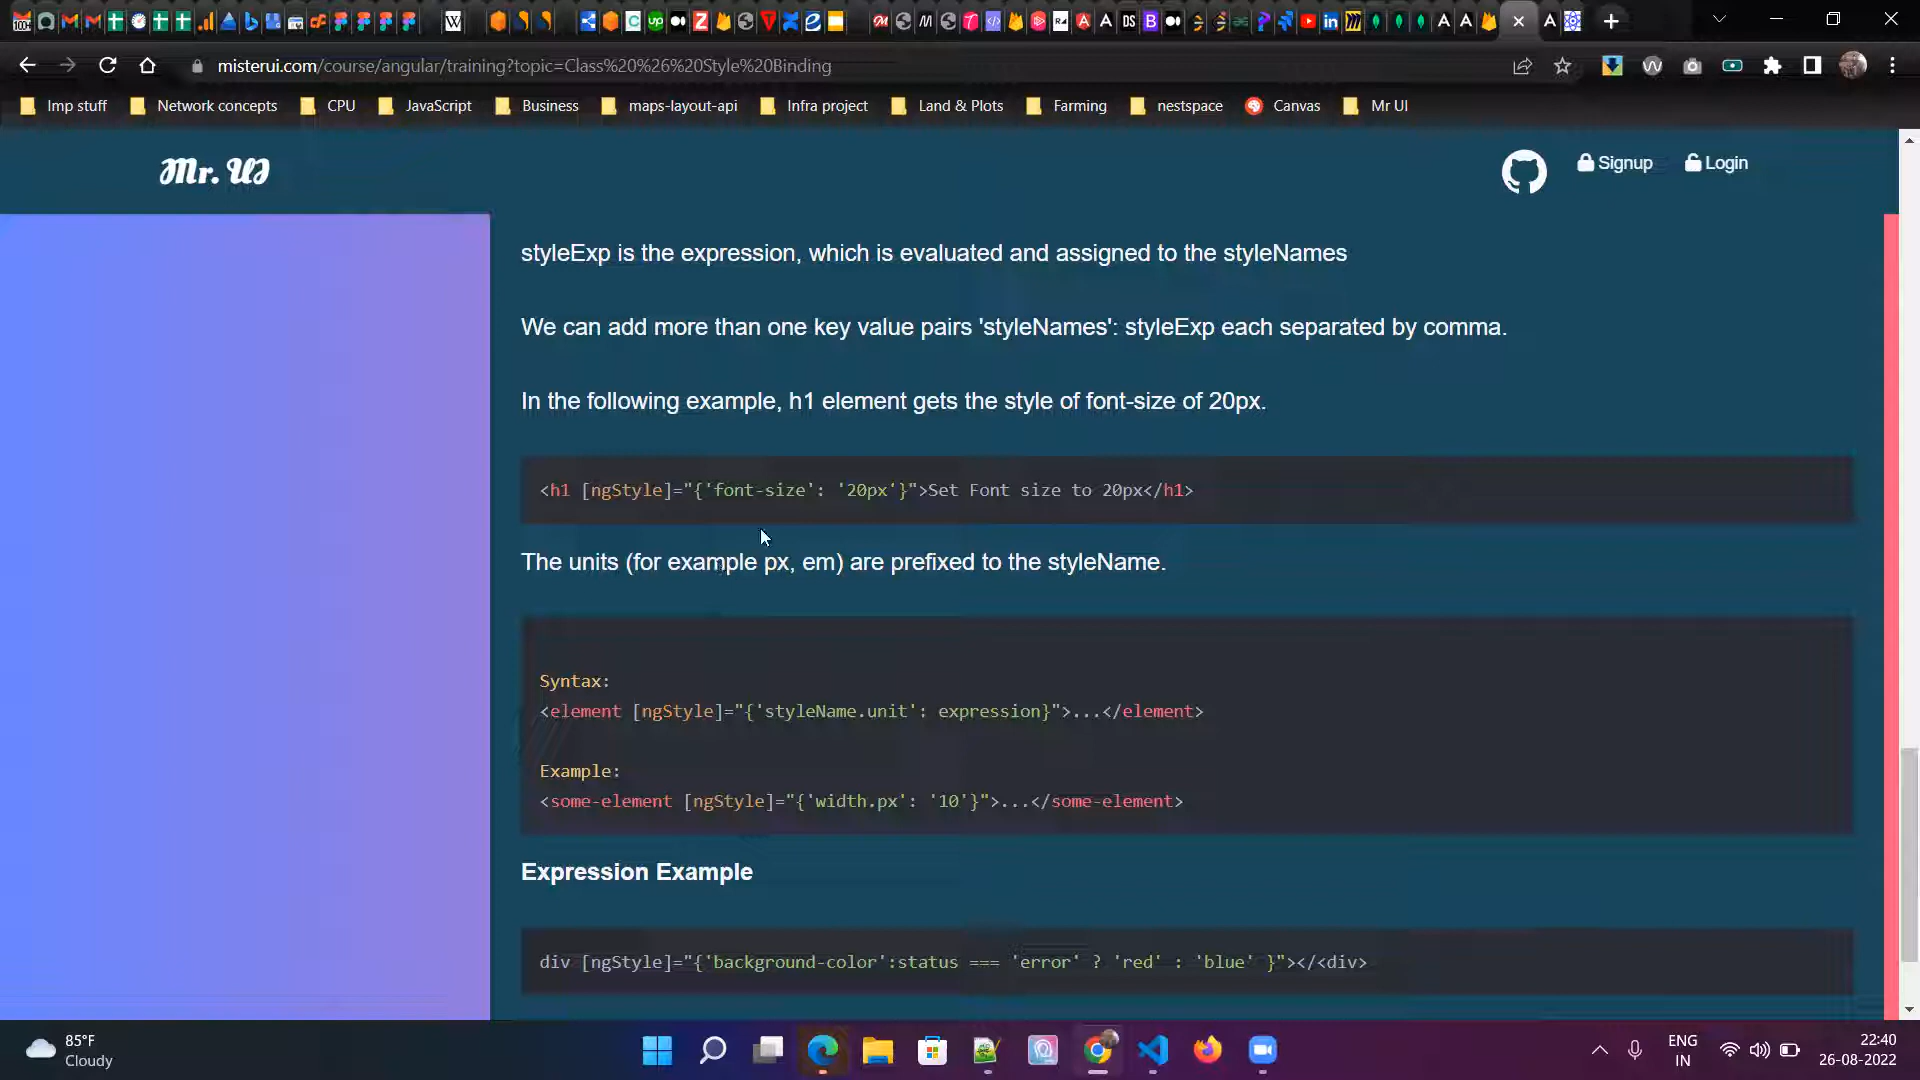 misterui.com/course/angular/training?topic=Class%20%26%20Style%20Binding
Imp stuff
Network concepts
CPU
JavaScript
Business
maps-layout-api
Infra project
Land & Plots
Farming
nestspace
Canvas
Mr UI
Mr. UI
Signup
Login
styleExp is the expression, which is evaluated and assigned to the styleNames
We can add more than one key value pairs 'styleNames': styleExp each separated by comma.
In the following example, h1 element gets the style of font-size of 20px.
<h1 [ngStyle]="{'font-size': '20px'}">Set Font size to 20px</h1>
The units (for example px, em) are prefixed to the styleName.
Syntax:
<element [ngStyle]="{'styleName.unit': expression}">...</element>
Example:
<some-element [ngStyle]="{'width.px': '10'}">...</some-element>
Expression Example
div [ngStyle]="{'background-color':status === 'error' ? 'red' : 'blue' }"></<div>
85°F
Cloudy
ENG
IN
22:40
26-08-2022